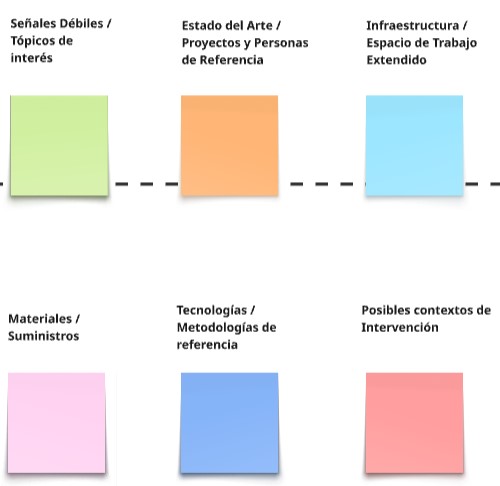 Señales Débiles /
Tópicos de
interés
Estado del Arte /
Proyectos y Personas
de Referencia
Infraestructura /
Espacio de Trabajo
Extendido
Materiales /
Suministros
Tecnologías /
Metodologías de
referencia
Posibles contextos de
Intervención